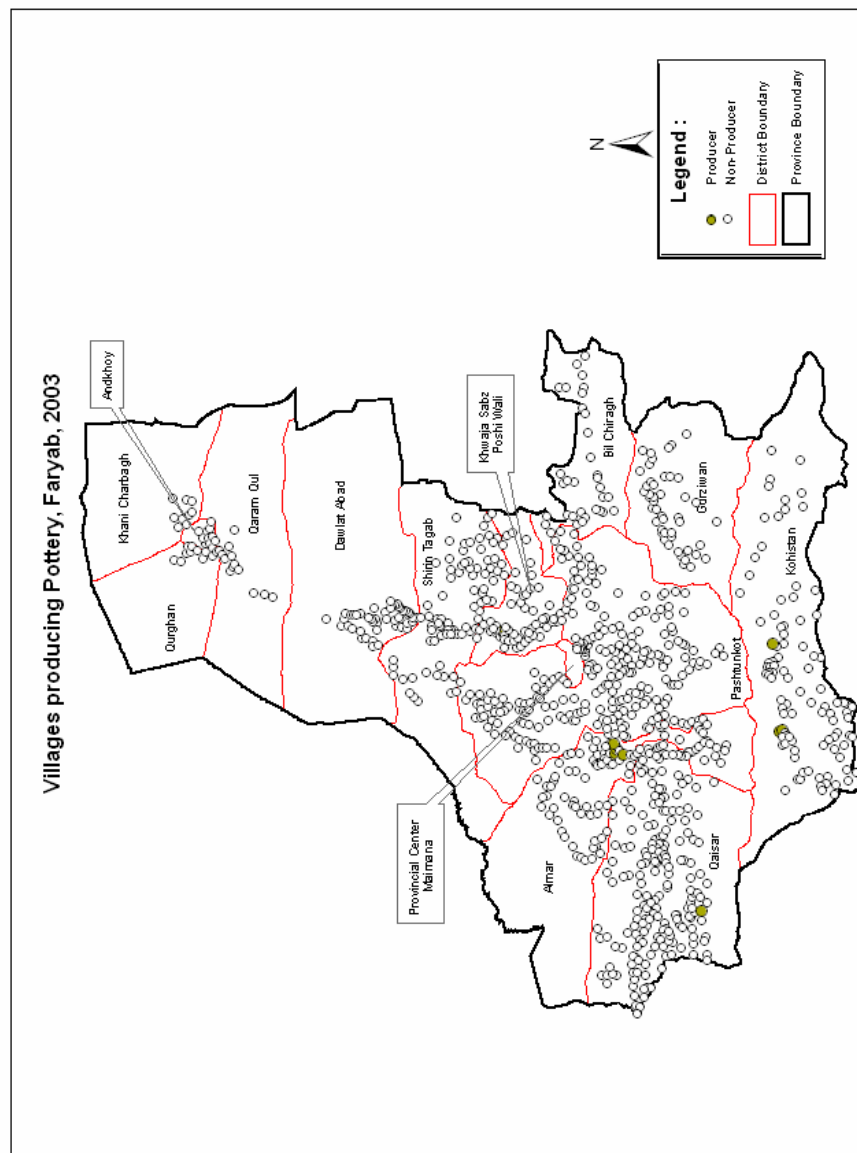 Villages producing Pottery, Faryab, 2003
Andkhoy
Khani Charbagh
Qurghan
Qaram Qul
Dawlat Abad
Shirin Tagab
Khwaja Sabz
Poshi Wali
Bil Chiragh
Gurziwan
Provincial Center
Maimana
Almar
Pashtunkot
Kohistan
Qaisar
N
Legend :
Producer
Non-Producer
District Boundary
Province Boundary